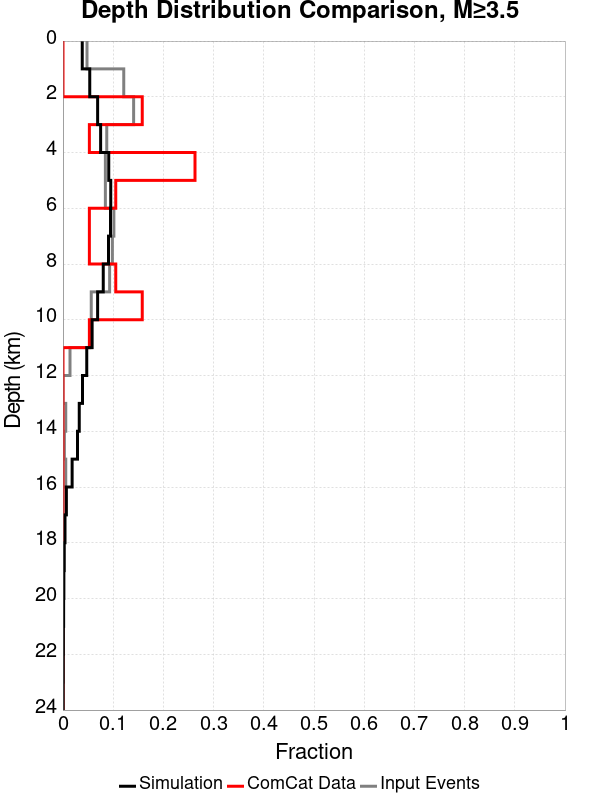 Depth Distribution Comparison, M≥3.5
0
2
4
6
8
10
12
14
16
18
20
22
24
Depth (km)
0 0.1 0.2 0.3 0.4 0.5 0.6 0.7 0.8 0.9 1
Fraction
Simulation ComCat Data Input Events